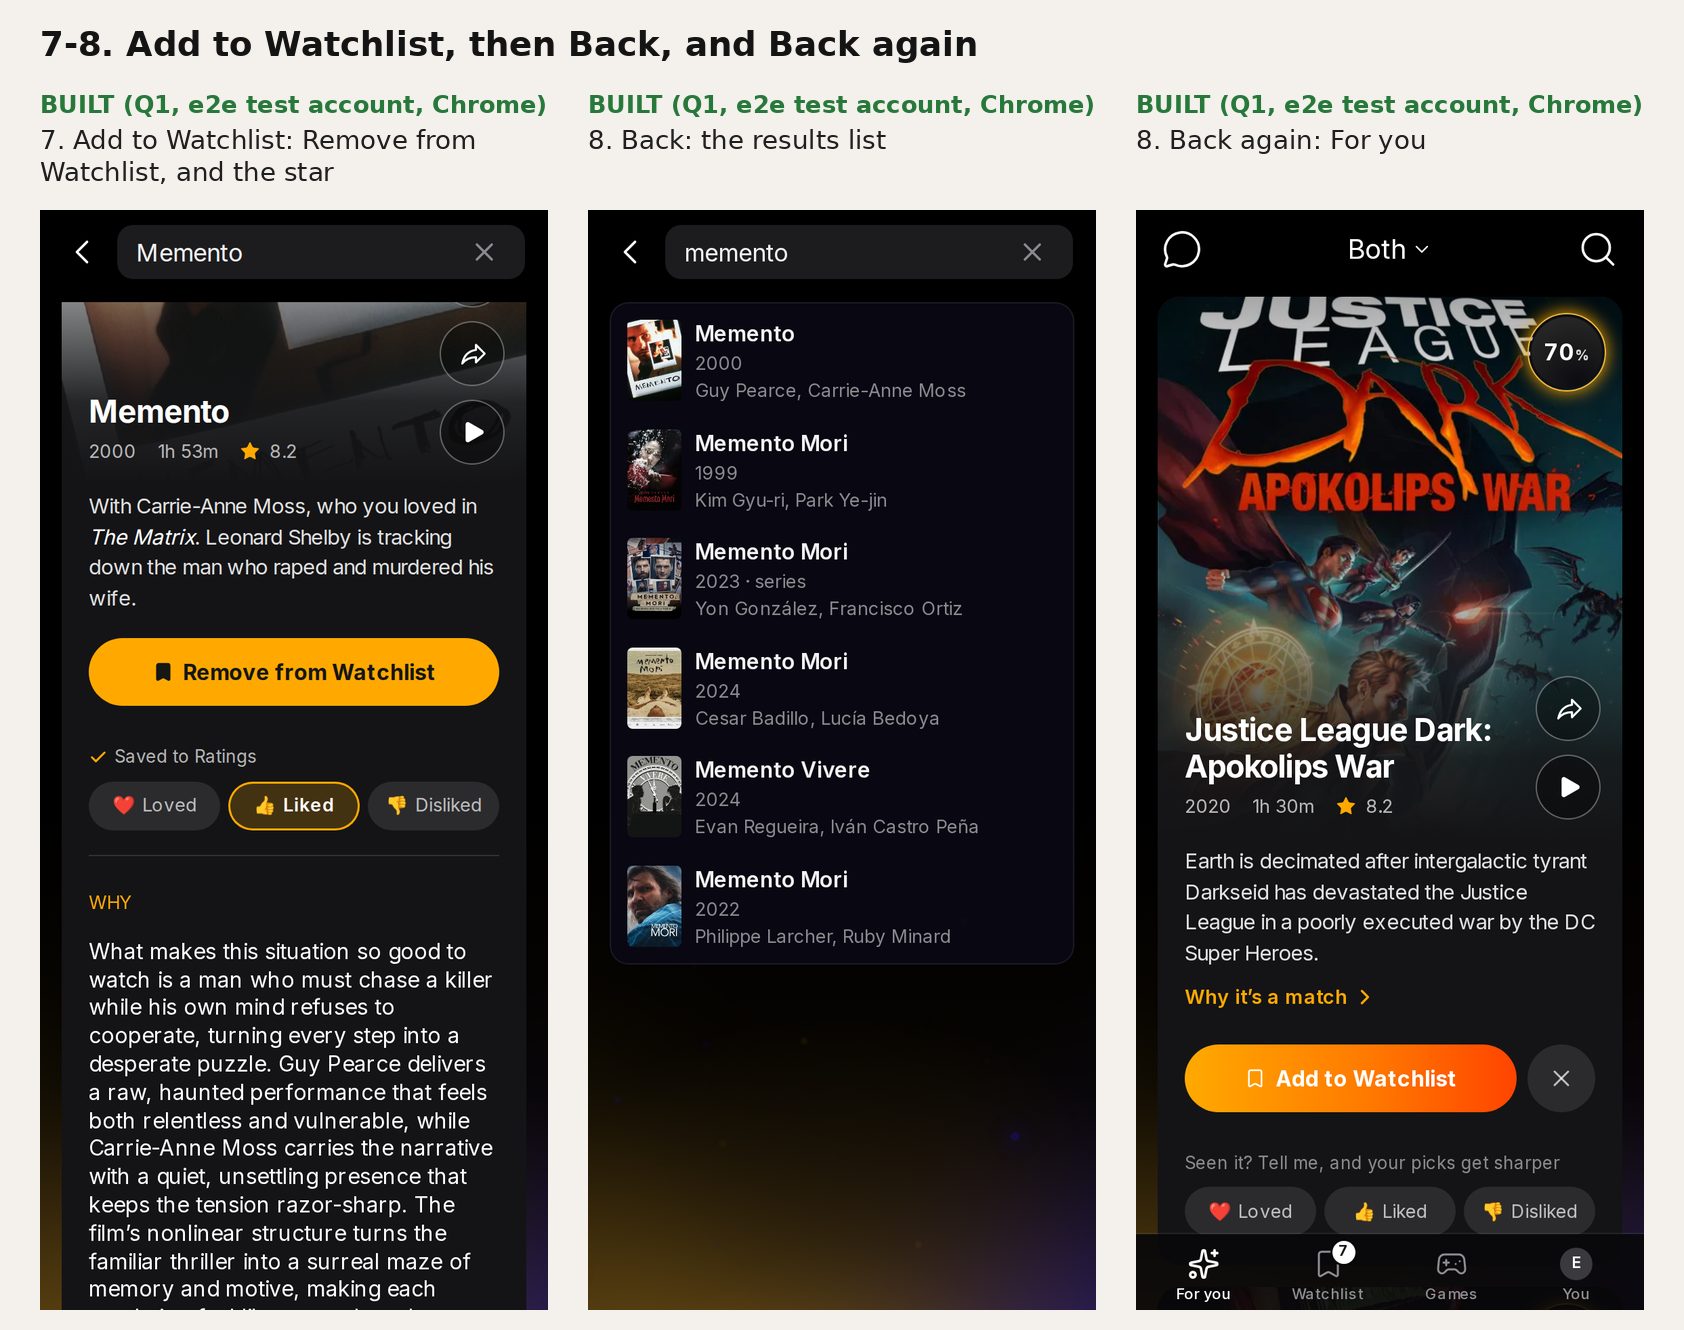 7-8. Add to Watchlist, then Back, and Back again
BUILT (Q1, e2e test account, Chrome)
7. Add to Watchlist: Remove from
Watchlist, and the star
Memento
Memento
2000 1h 53m 8.2
With Carrie-Anne Moss, who you loved in
The Matrix. Leonard Shelby is tracking
down the man who raped and murdered his
wife.
Remove from Watchlist
Saved to Ratings
Loved Liked Disliked
WHY
What makes this situation so good to
watch is a man who must chase a killer
while his own mind refuses to
cooperate, turning every step into a
desperate puzzle. Guy Pearce delivers
a raw, haunted performance that feels
both relentless and vulnerable, while
Carrie-Anne Moss carries the narrative
with a quiet, unsettling presence that
keeps the tension razor-sharp. The
film’s nonlinear structure turns the
familiar thriller into a surreal maze of
memory and motive, making each
BUILT (Q1, e2e test account, Chrome)
8. Back: the results list
memento
MEMENTO
Memento
2000
Guy Pearce, Carrie-Anne Moss
Memento Mori
Memento Mori
1999
Kim Gyu-ri, Park Ye-jin
MEMENTO
MORI
Memento Mori
2023 · series
Yon González, Francisco Ortiz
MEMENTO
MORI
Memento Mori
2024
Cesar Badillo, Lucía Bedoya
Memento Vivere
2024
Evan Regueira, Iván Castro Peña
MEMENTO
MORI
Memento Mori
2022
Philippe Larcher, Ruby Minard
BUILT (Q1, e2e test account, Chrome)
8. Back again: For you
Both
JUSTICE
LEAGUE
70%
DARK
APOKOLIPS WAR
Justice League Dark:
Apokolips War
2020 1h 30m 8.2
Earth is decimated after intergalactic tyrant
Darkseid has devastated the Justice
League in a poorly executed war by the DC
Super Heroes.
Why it’s a match
Add to Watchlist
Seen it? Tell me, and your picks get sharper
Loved Liked Disliked
7
E
For you Watchlist Games You